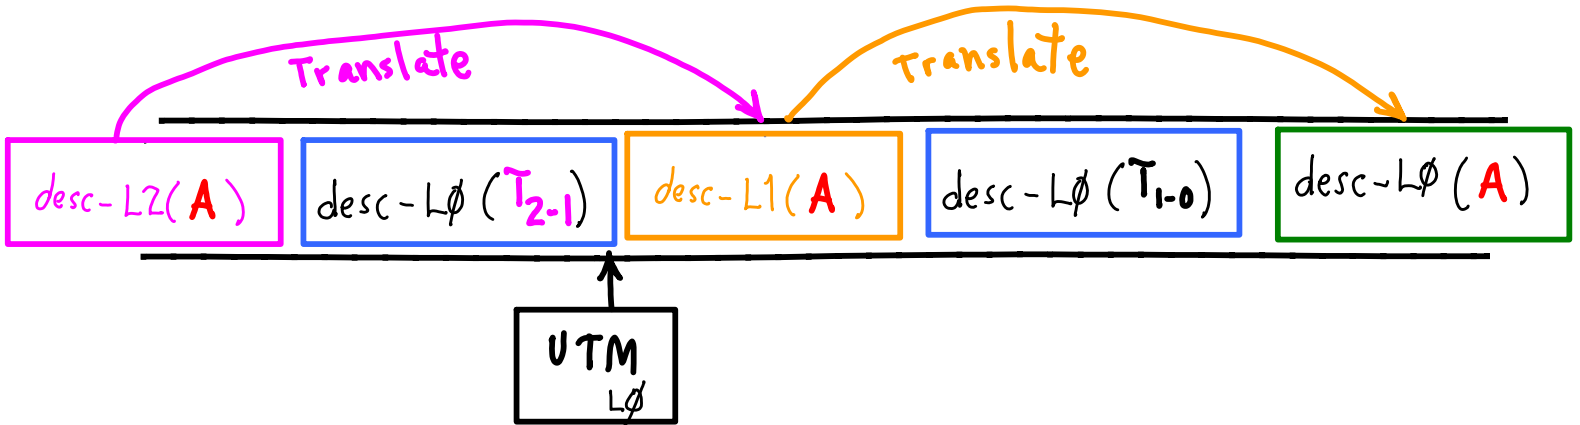 Translate
Translate
desc-L2(A)
desc-LØ(T2-1)
desc-L1(A)
desc-LØ(T1-0)
desc-LØ(A)
UTM
LØ